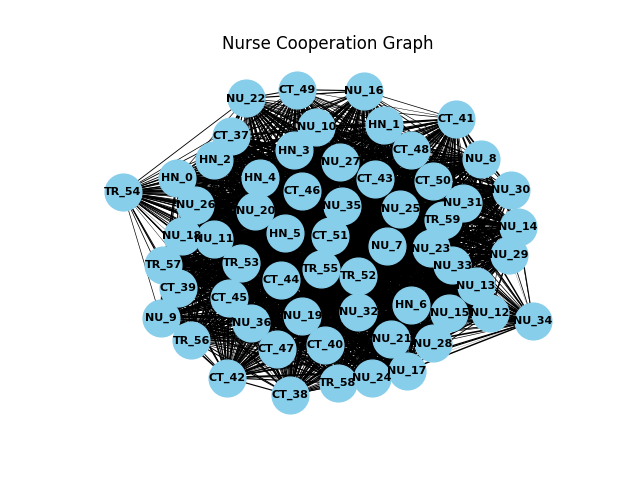 Nurse Cooperation Graph
CT_49
NU_16
NU_22
CT_41
NU_10
HN_1
CT_37
HN_3
CT_48
HN_2
NU_8
NU_27
HN_0
HN_4
CT_43
CT_50
TR_54
CT_46
NU_30
NU_26
NU_20
NU_35
NU_25
NU_31
TR_59
NU_14
NU_18
NU_11
HN_5
CT_51
NU_7
NU_23
NU_29
TR_57
TR_53
TR_55
NU_33
CT_39
CT_44
TR_52
NU_13
CT_45
HN_6
NU_9
NU_36
NU_19
NU_32
NU_15
NU_12
NU_34
TR_56
CT_47
CT_40
NU_21
NU_28
CT_42
CT_38
TR_58
NU_24
NU_17